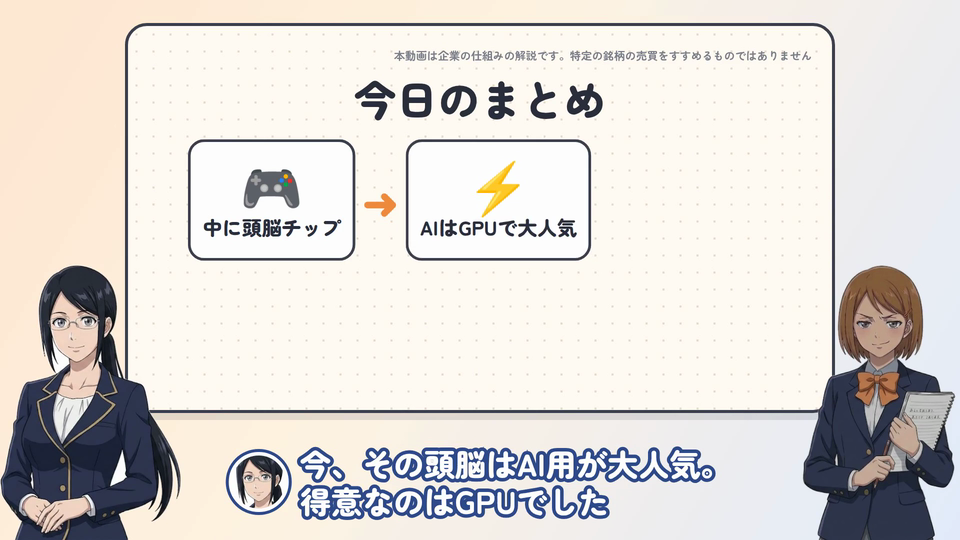 本動画は企業の仕組みの解説です。特定の銘柄の売買をすすめるものではありません
今日のまとめ
中に頭脳チップ
AIはGPUで大人気
今、その頭脳はAI用が大人気。
得意なのはGPUでした